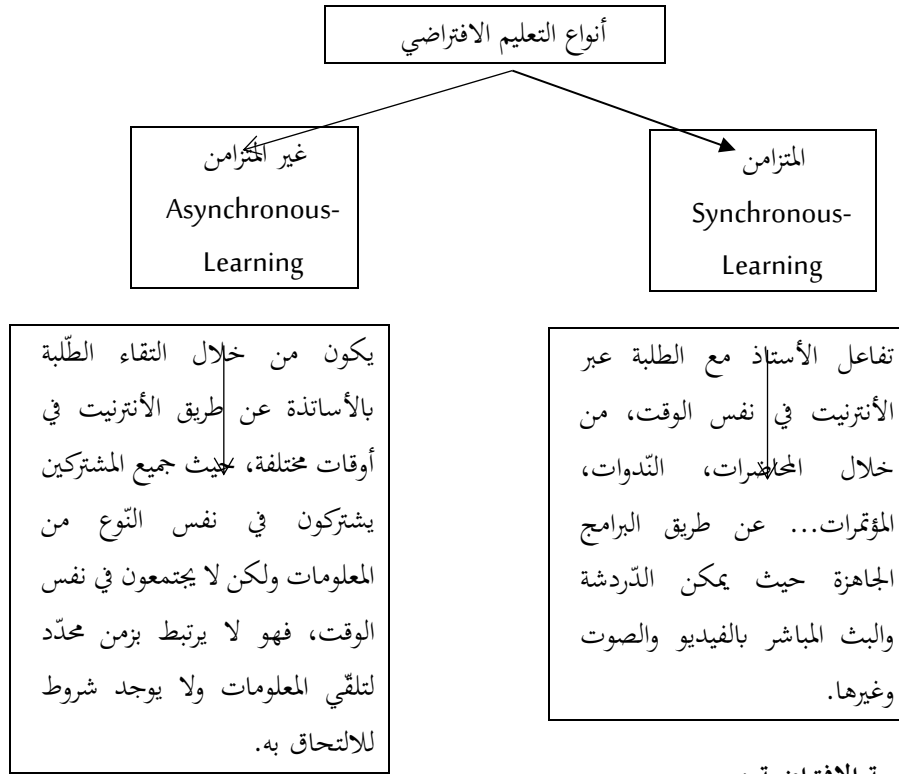 أنواع التعليم الافتراضي
المتزامن
Synchronous-
Learning
تفاعل الأستاذ مع الطلبة عبر
الأنترنيت في نفس الوقت، من
خلال المحاضرات، النّدوات،
المؤتمرات... عن طريق البرامج
الجاهزة حيث يمكن الدّردشة
والبث المباشر بالفيديو والصوت
وغيرها.
غير المتزامن
Asynchronous-
Learning
يكون من خلال التقاء الطّلبة
بالأساتذة عن طريق الأنترنيت في
أوقات مختلفة، حيث جميع المشتركين
يشتركون في نفس النّوع من
المعلومات ولكن لا يجتمعون في نفس
الوقت، فهو لا يرتبط بزمن محدّد
لتلقّي المعلومات ولا يوجد شروط
للالتحاق به.